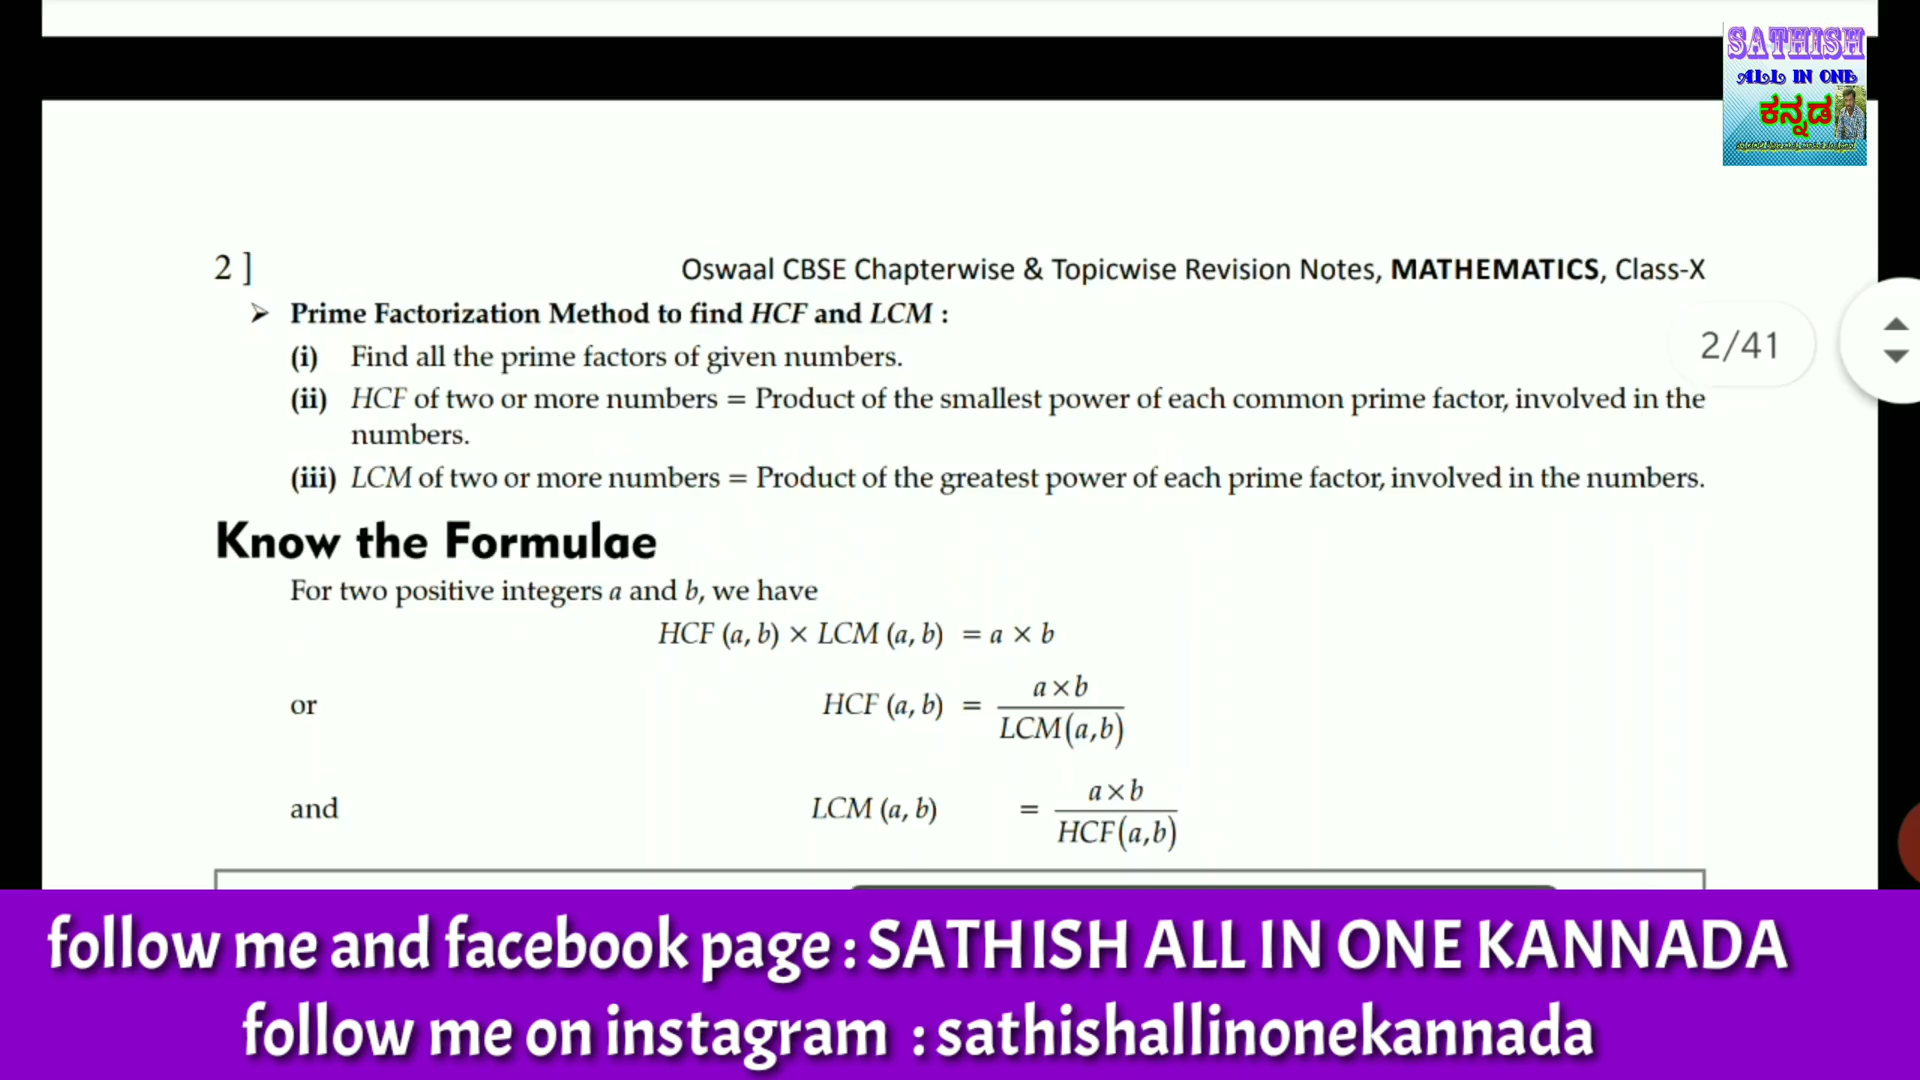 SATHISH
ALL IN ONE
ಕನ್ನಡ
2 ]
Oswaal CBSE Chapterwise & Topicwise Revision Notes, MATHEMATICS, Class-X
➢ Prime Factorization Method to find HCF and LCM :
2/41
(i) Find all the prime factors of given numbers.
(ii) HCF of two or more numbers = Product of the smallest power of each common prime factor, involved in the
numbers.
(iii) LCM of two or more numbers = Product of the greatest power of each prime factor, involved in the numbers.
Know the Formulae
For two positive integers a and b, we have
HCF (a, b) × LCM (a, b) = a × b
or HCF (a, b) = a×b / LCM(a,b)
and LCM (a, b) = a×b / HCF(a,b)
follow me and facebook page : SATHISH ALL IN ONE KANNADA
follow me on instagram : sathishallinonekannada